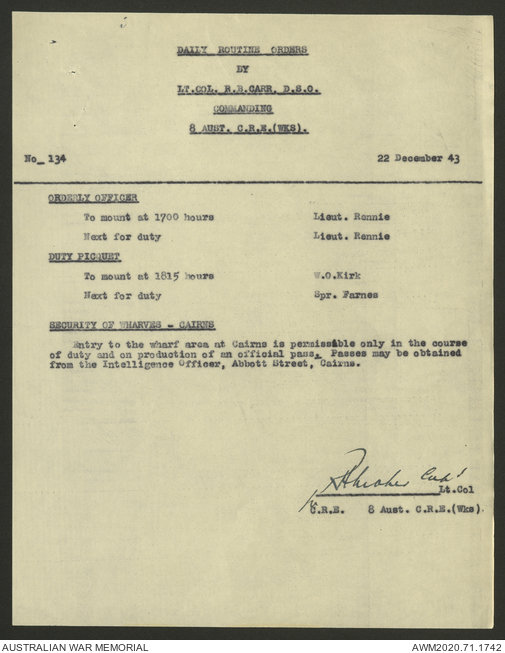 DAILY ROUTINE ORDERS
BY
LT.COL. R.B.CARR, D.S.O.
COMMANDING
8 AUST. C.R.E.(WKS).
No_ 134 22 December 43
ORDERLY OFFICER
To mount at 1700 hours Lieut. Rennie
Next for duty Lieut. Rennie
DUTY PICQUET
To mount at 1815 hours W.O.Kirk
Next for duty Spr. Farnes
SECURITY OF WHARVES - CAIRNS
Entry to the wharf area at Cairns is permissible only in the course
of duty and on production of an official pass. Passes may be obtained
from the Intelligence Officer, Abbott Street, Cairns.
Lt.Col
C.R.E. 8 Aust. C.R.E.(Wks).
AUSTRALIAN WAR MEMORIAL AWM2020.71.1742